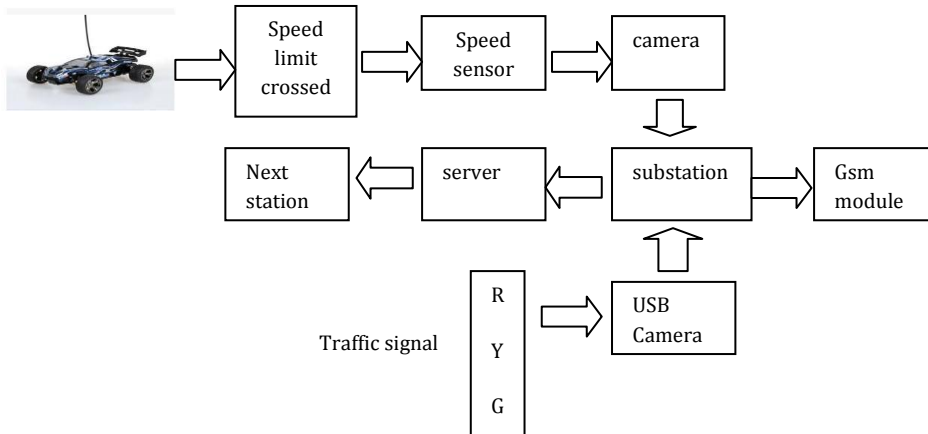 Speed
limit
crossed
Speed
sensor
camera
Next
station
server
substation
Gsm
module
Traffic signal
R
Y
G
USB
Camera